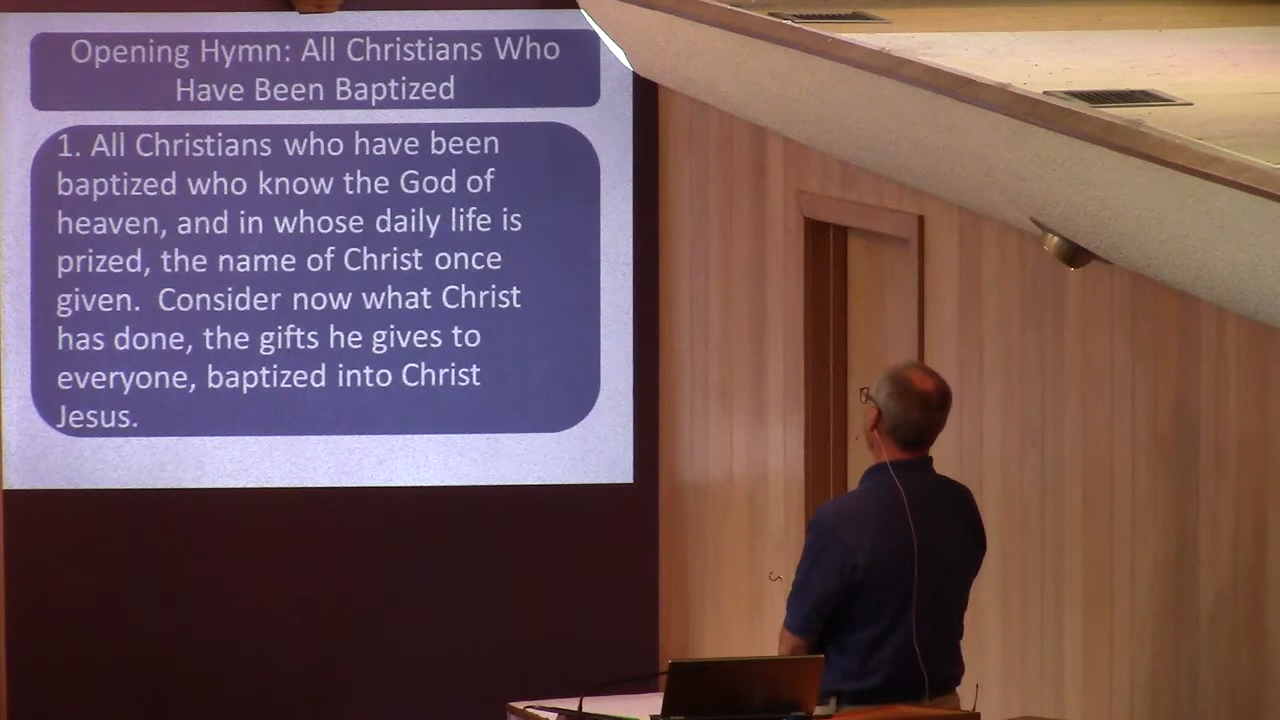 Opening Hymn: All Christians Who
Have Been Baptized
1. All Christians who have been
baptized who know the God of
heaven, and in whose daily life is
prized, the name of Christ once
given.  Consider now what Christ
has done, the gifts he gives to
everyone, baptized into Christ
Jesus.